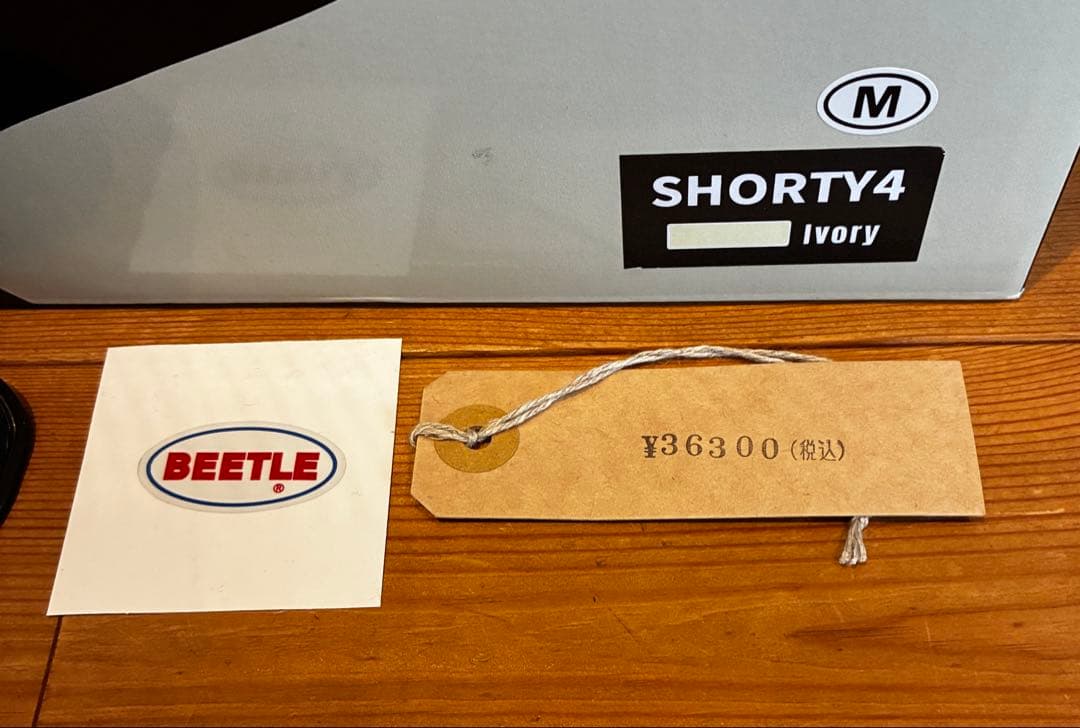 M
SHORTY4
Ivory
BEETLE
®
¥36300(税込)